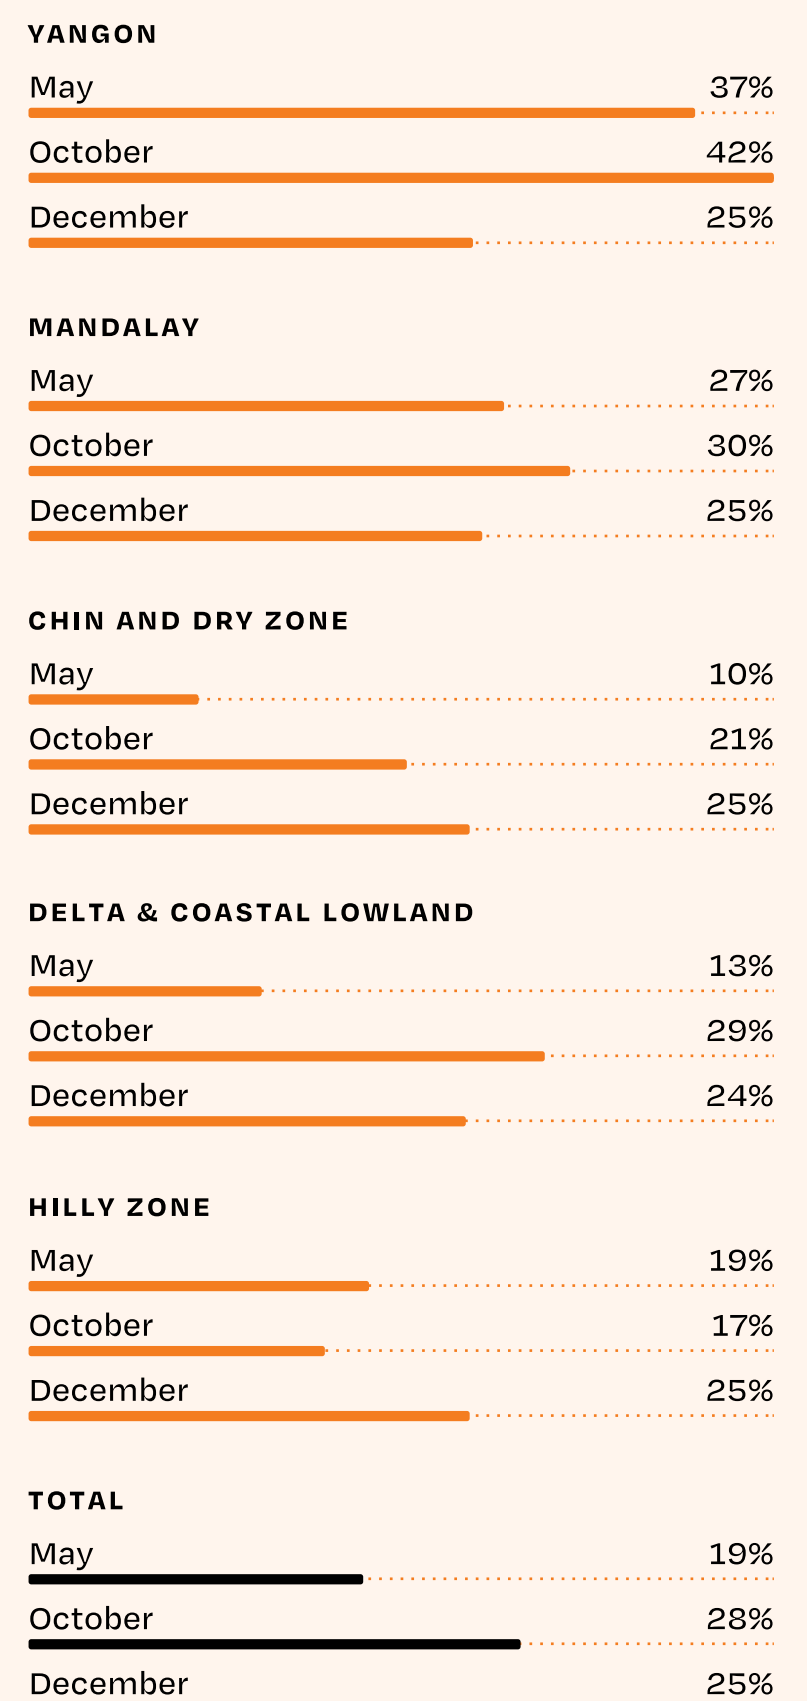 YANGON
May 37%
October 42%
December 25%
MANDALAY
May 27%
October 30%
December 25%
CHIN AND DRY ZONE
May 10%
October 21%
December 25%
DELTA & COASTAL LOWLAND
May 13%
October 29%
December 24%
HILLY ZONE
May 19%
October 17%
December 25%
TOTAL
May 19%
October 28%
December 25%